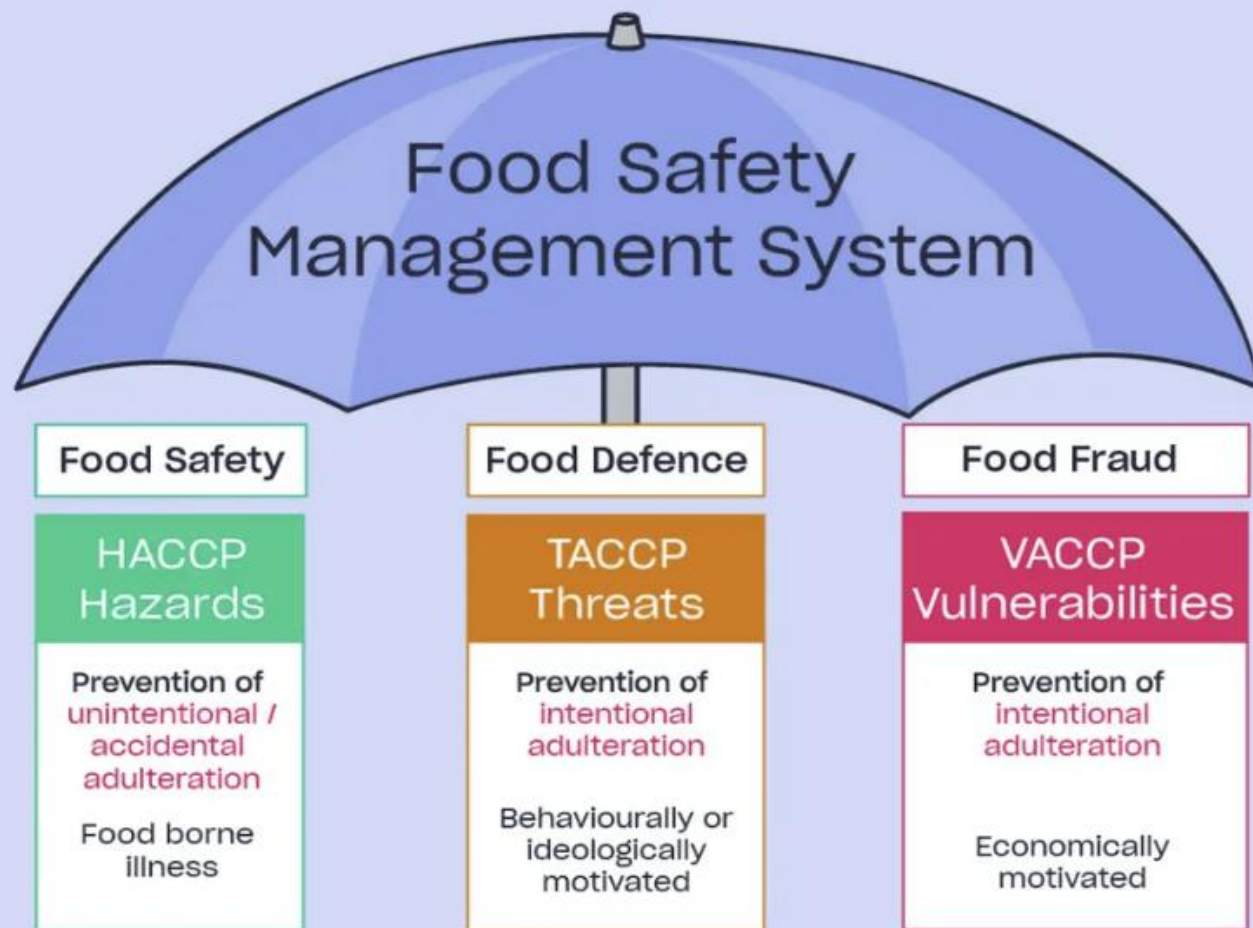 Food Safety
Management System
Food Safety
HACCP
Hazards
Prevention of
unintentional /
accidental
adulteration
Food borne
illness
Food Defence
TACCP
Threats
Prevention of
intentional
adulteration
Behaviourally or
ideologically
motivated
Food Fraud
VACCP
Vulnerabilities
Prevention of
intentional
adulteration
Economically
motivated